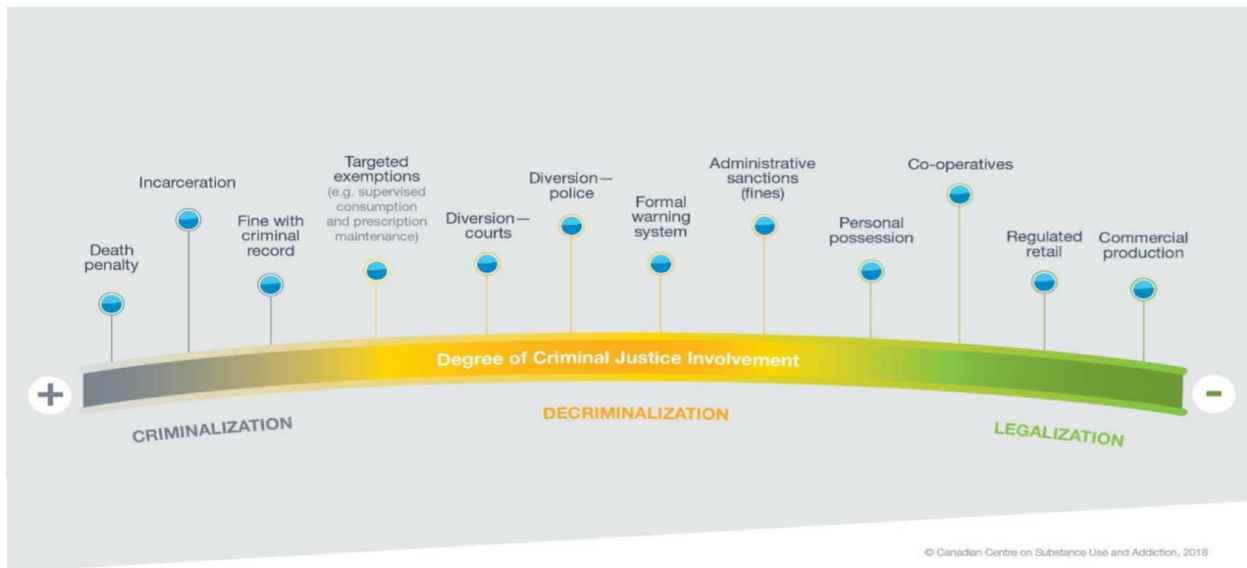 Death
penalty
Incarceration
Fine with
criminal
record
Targeted
exemptions
(e.g. supervised
consumption
and prescription
maintenance)
Diversion—
courts
Diversion—
police
Formal
warning
system
Administrative
sanctions
(fines)
Personal
possession
Co-operatives
Regulated
retail
Commercial
production
+
Degree of Criminal Justice Involvement
-
CRIMINALIZATION
DECRIMINALIZATION
LEGALIZATION
© Canadian Centre on Substance Use and Addiction, 2018